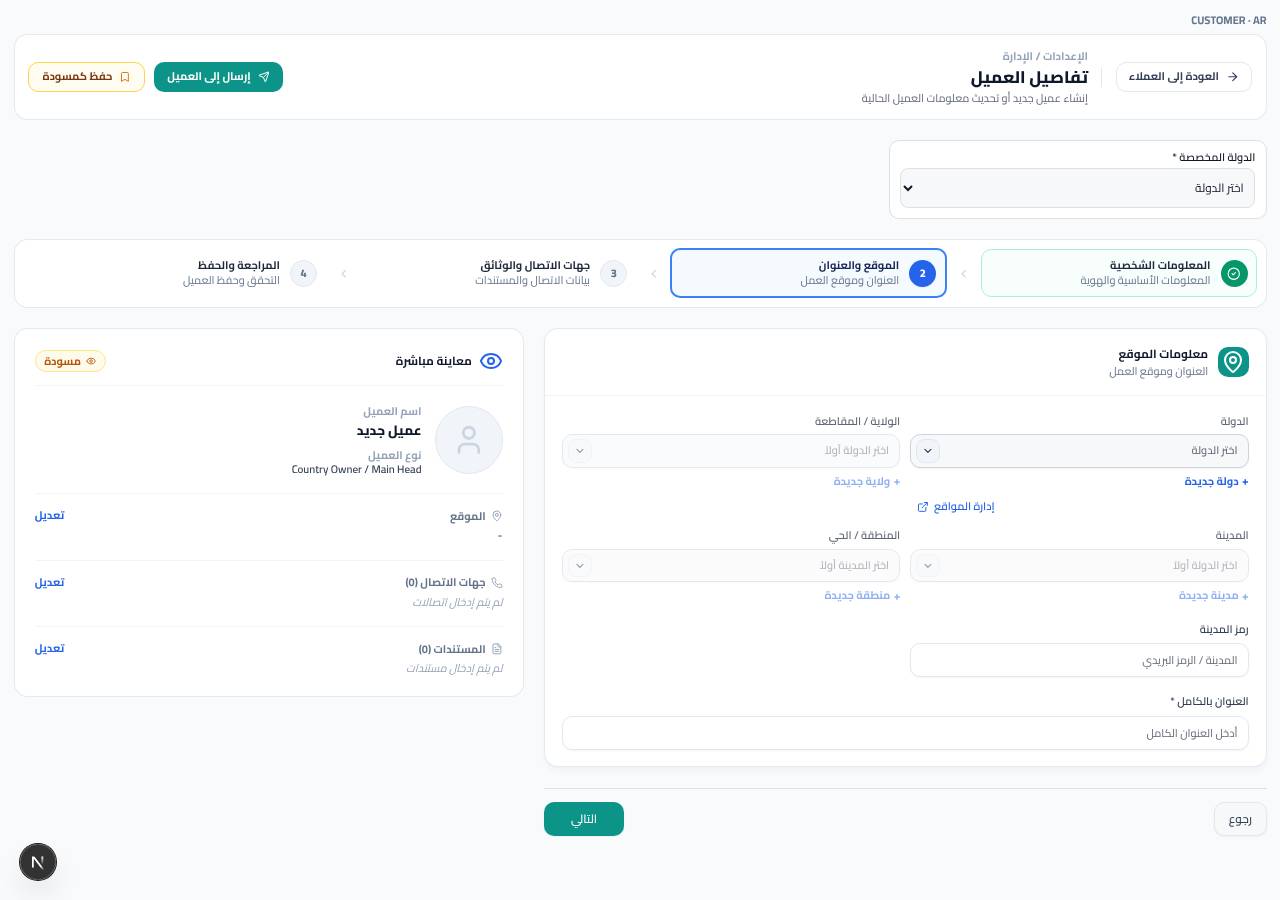 CUSTOMER · AR
العودة إلى العملاء
الإعدادات / الإدارة
تفاصيل العميل
إنشاء عميل جديد أو تحديث معلومات العميل الحالية
إرسال إلى العميل
حفظ كمسودة
الدولة المخصصة *
اختر الدولة
المعلومات الشخصية
المعلومات الأساسية والهوية
2
الموقع والعنوان
العنوان وموقع العمل
3
جهات الاتصال والوثائق
بيانات الاتصال والمستندات
4
المراجعة والحفظ
التحقق وحفظ العميل
معلومات الموقع
العنوان وموقع العمل
الدولة
اختر الدولة
+ دولة جديدة
إدارة المواقع
الولاية / المقاطعة
اختر الدولة أولاً
+ ولاية جديدة
المدينة
اختر الدولة أولاً
+ مدينة جديدة
المنطقة / الحي
اختر المدينة أولاً
+ منطقة جديدة
رمز المدينة
المدينة / الرمز البريدي
العنوان بالكامل *
أدخل العنوان الكامل
رجوع
التالي
معاينة مباشرة
مسودة
اسم العميل
عميل جديد
نوع العميل
Country Owner / Main Head
الموقع
تعديل
-
جهات الاتصال (0)
تعديل
لم يتم إدخال اتصالات
المستندات (0)
تعديل
لم يتم إدخال مستندات
N